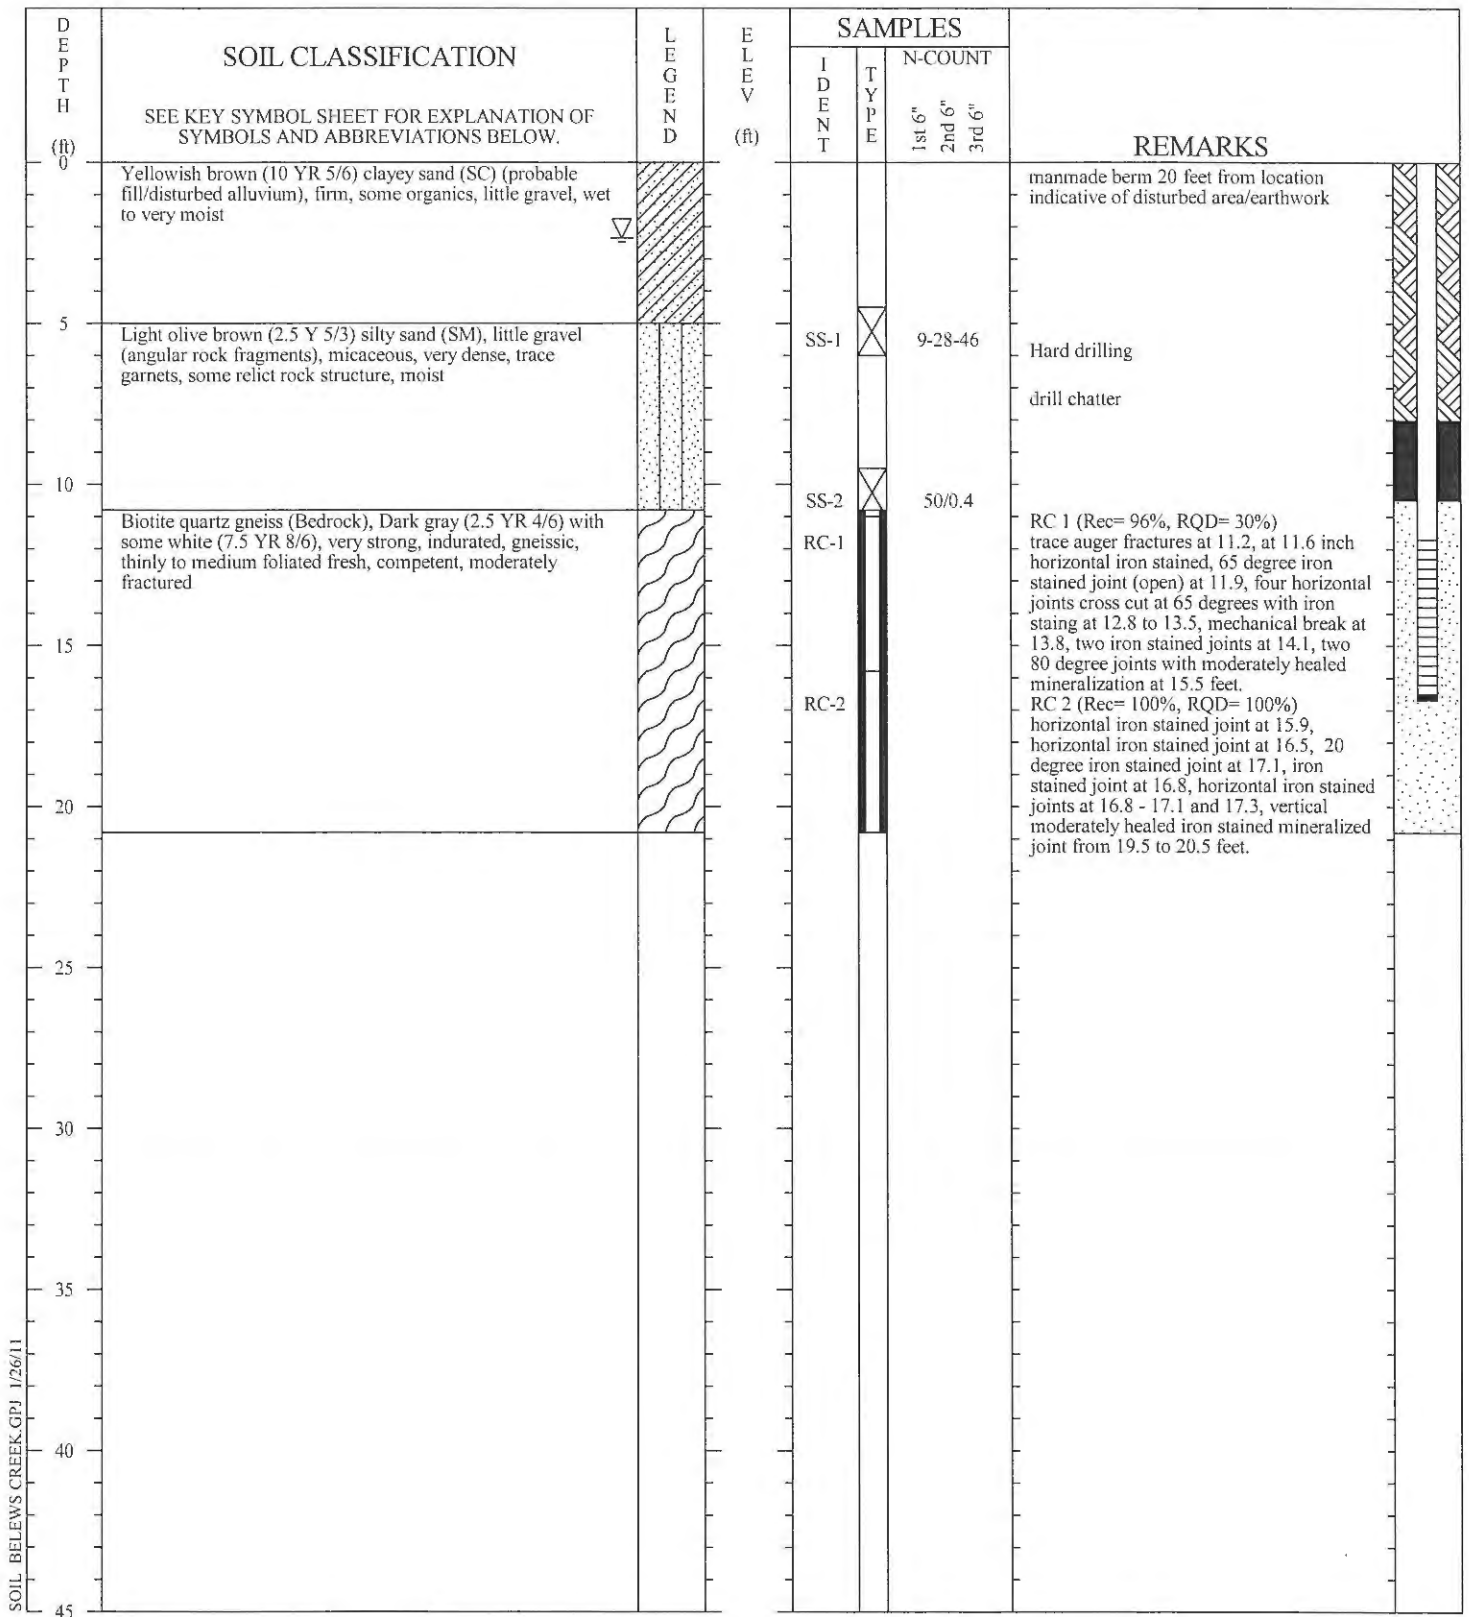 DEPTH
(ft)
SOIL CLASSIFICATION
SEE KEY SYMBOL SHEET FOR EXPLANATION OF
SYMBOLS AND ABBREVIATIONS BELOW.
LEGEND
ELEV
(ft)
SAMPLES
IDENT
TYPE
N-COUNT
1st 6"
2nd 6"
3rd 6"
REMARKS
0
Yellowish brown (10 YR 5/6) clayey sand (SC) (probable
fill/disturbed alluvium), firm, some organics, little gravel, wet
to very moist
manmade berm 20 feet from location
indicative of disturbed area/earthwork
5
Light olive brown (2.5 Y 5/3) silty sand (SM), little gravel
(angular rock fragments), micaceous, very dense, trace
garnets, some relict rock structure, moist
SS-1
9-28-46
Hard drilling
drill chatter
10
SS-2
50/0.4
Biotite quartz gneiss (Bedrock), Dark gray (2.5 YR 4/6) with
some white (7.5 YR 8/6), very strong, indurated, gneissic,
thinly to medium foliated fresh, competent, moderately
fractured
RC-1
RC 1 (Rec= 96%, RQD= 30%)
trace auger fractures at 11.2, at 11.6 inch
horizontal iron stained, 65 degree iron
stained joint (open) at 11.9, four horizontal
joints cross cut at 65 degrees with iron
staing at 12.8 to 13.5, mechanical break at
13.8, two iron stained joints at 14.1, two
80 degree joints with moderately healed
mineralization at 15.5 feet.
15
RC-2
RC 2 (Rec= 100%, RQD= 100%)
horizontal iron stained joint at 15.9,
horizontal iron stained joint at 16.5, 20
degree iron stained joint at 17.1, iron
stained joint at 16.8, horizontal iron stained
joints at 16.8 - 17.1 and 17.3, vertical
moderately healed iron stained mineralized
joint from 19.5 to 20.5 feet.
20
25
30
35
40
45
SOIL BELEWS CREEK.GPJ 1/26/11